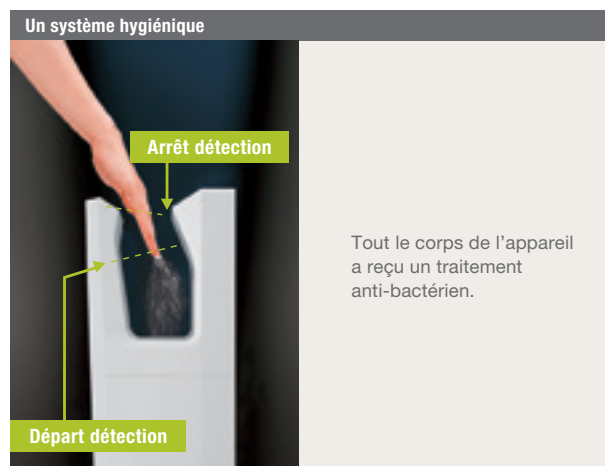 Un système hygiénique
Arrêt détection
Tout le corps de l'appareil
a reçu un traitement
anti-bactérien.
Départ détection